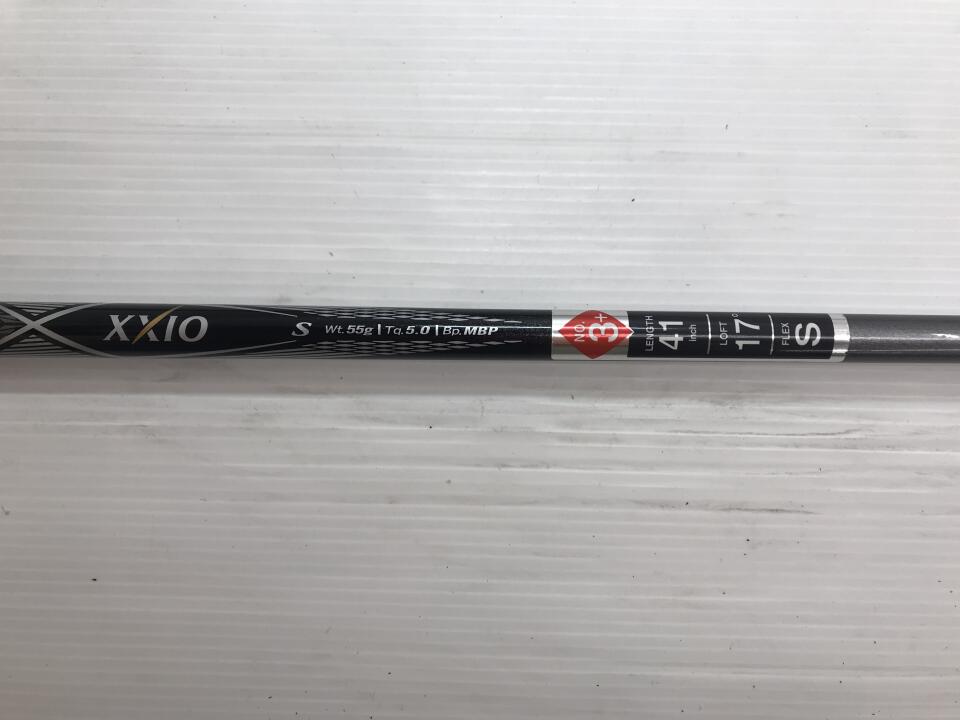 XXIO
S Wt.55g | Tq.5.0 | Bp.MBP
NO.
3+
LENGTH
41
inch
LOFT
17°
FLEX
S